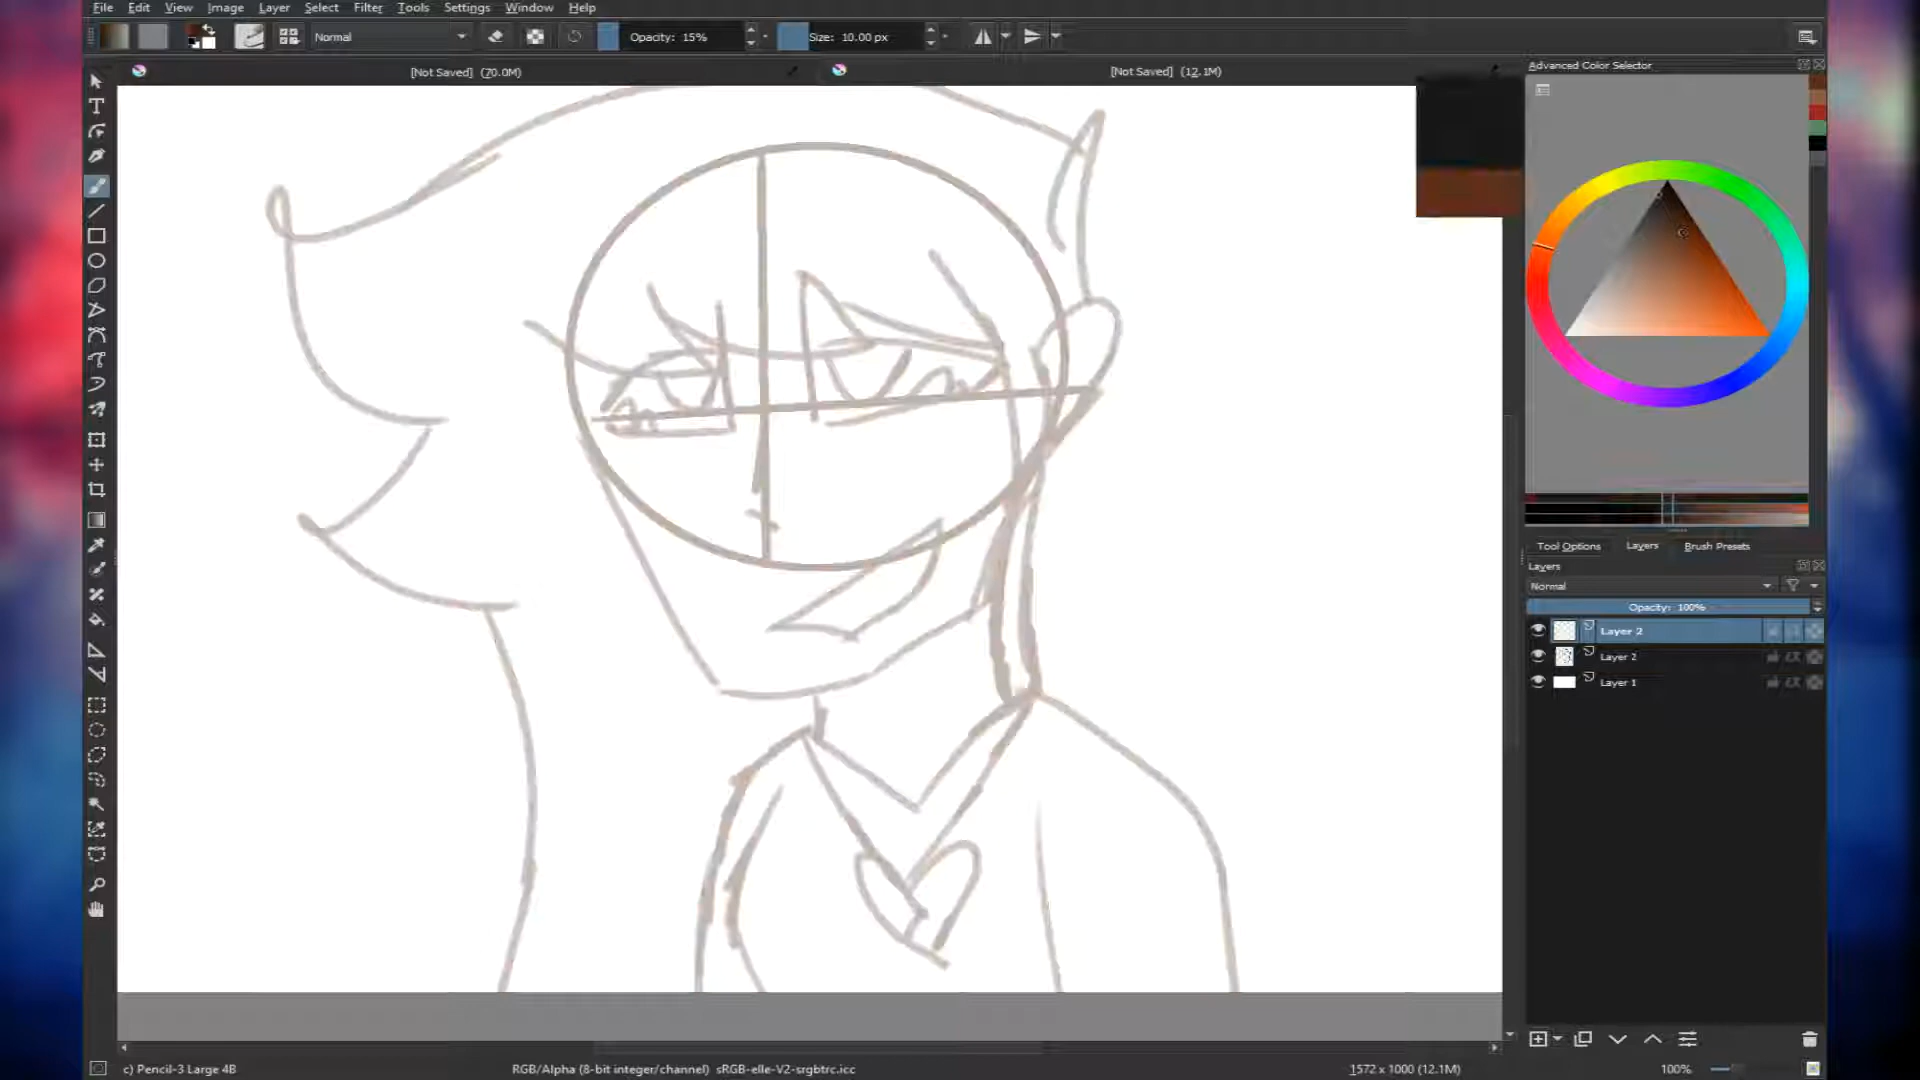 File Edit View Image Layer Select Filter Tools Settings Window Help
Normal Opacity: 15% Size: 10.00 px
[Not Saved] (70.0M) [Not Saved] (12.1M)
Advanced Color Selector
Tool Options Layers Brush Presets
Layers
Normal
Opacity: 100%
Layer 2
Layer 2
Layer 1
c) Pencil-3 Large 4B RGB/Alpha (8-bit integer/channel) sRGB-elle-V2-srgbtrc.icc 1572 x 1000 (12.1M) 100%